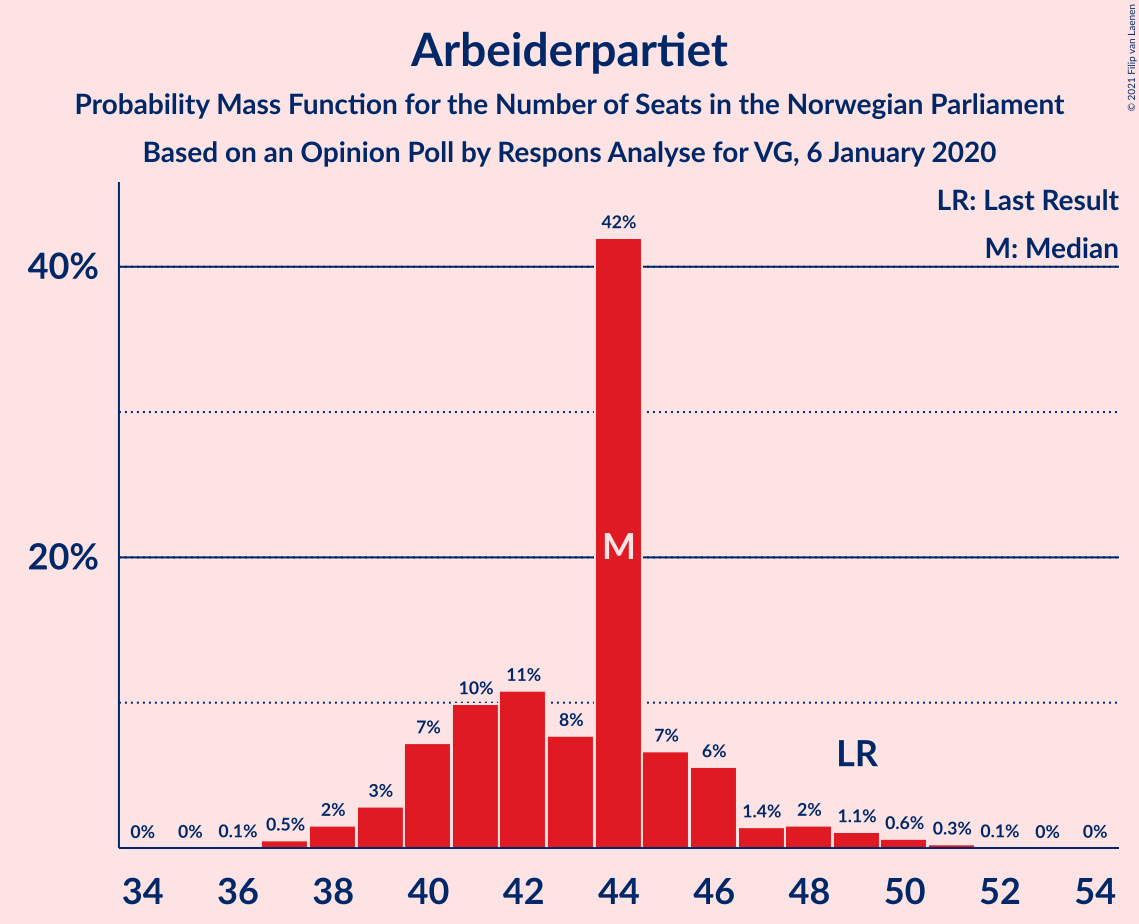 Arbeiderpartiet
Probability Mass Function for the Number of Seats in the Norwegian Parliament
Based on an Opinion Poll by Respons Analyse for VG, 6 January 2020
© 2021 Filip van Laenen
LR: Last Result
M: Median
40%
20%
0%
0%
0.1%
0.5%
2%
3%
7%
10%
11%
8%
42%
M
7%
6%
1.4%
2%
LR
1.1%
0.6%
0.3%
0.1%
0%
0%
34 36 38 40 42 44 46 48 50 52 54